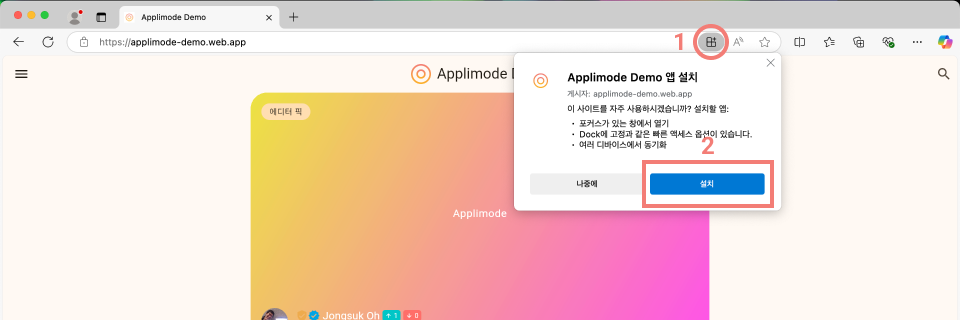 Applimode Demo
https://applimode-demo.web.app
1
Applimode D
Applimode Demo 앱 설치
게시자: applimode-demo.web.app
이 사이트를 자주 사용하시겠습니까? 설치할 앱:
• 포커스가 있는 창에서 열기
• Dock에 고정과 같은 빠른 액세스 옵션이 있습니다.
• 여러 디바이스에서 동기화
2
나중에
설치
에디터 픽
Applimode
Jongsuk Oh
1
0